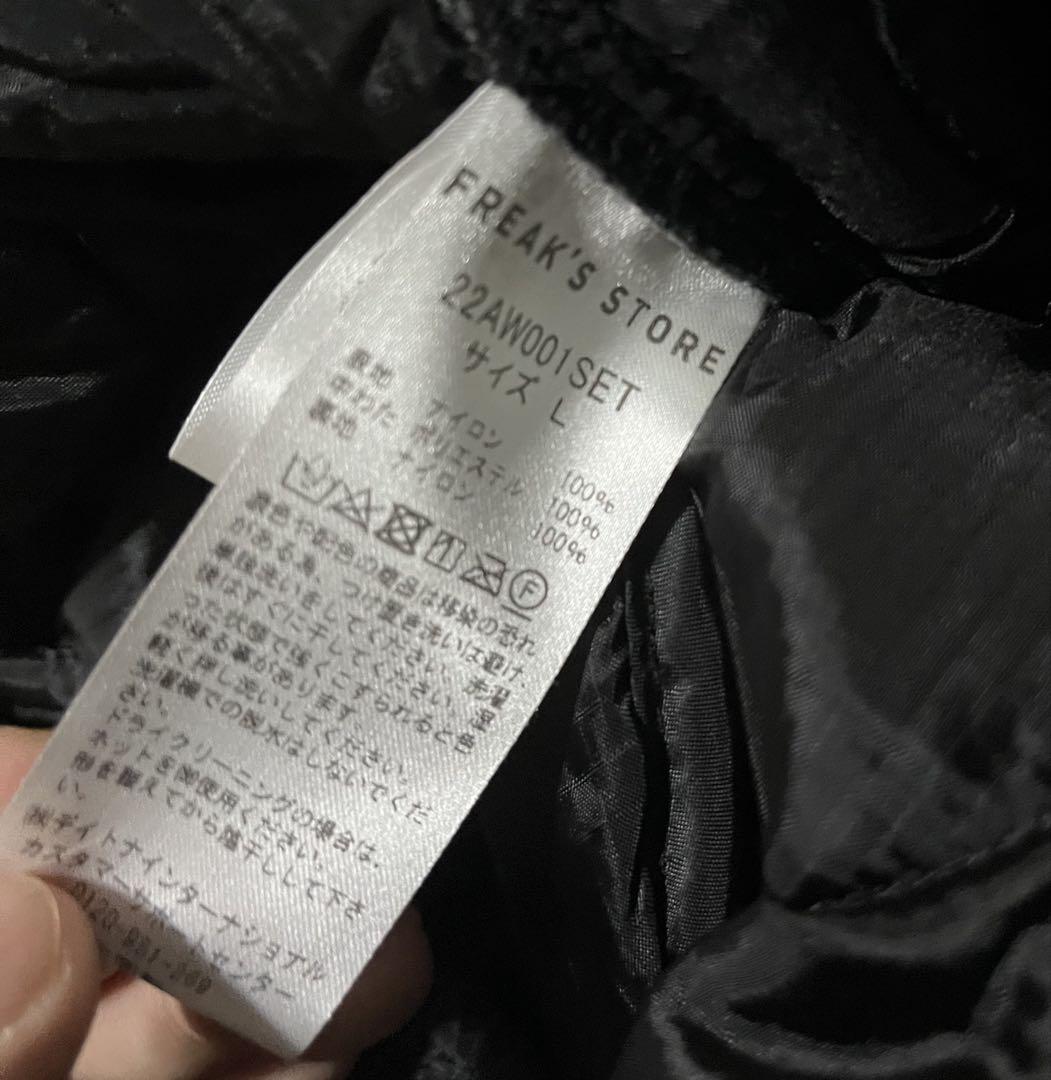 FREAK'S STORE
22AW001SET
サイズ L
表地 ナイロン 100%
中わた ポリエステル 100%
裏地 ナイロン 100%
F
濃色や配色の商品は移染の恐れ
がある為、つけ置き洗いは避け、
単独洗いをしてください。洗濯
後はすぐに干してください。湿
った状態で強くこすられると色
が移る事があります。
軽く押し洗いしてください。
洗濯機での脱水はしないでくだ
さい。
ドライクリーニングの場合は、
ネットを御使用ください。
形を整えてから陰干しして下さ
い。
㈱デイトナインターナショナル
カスタマーサポートセンター
0120-